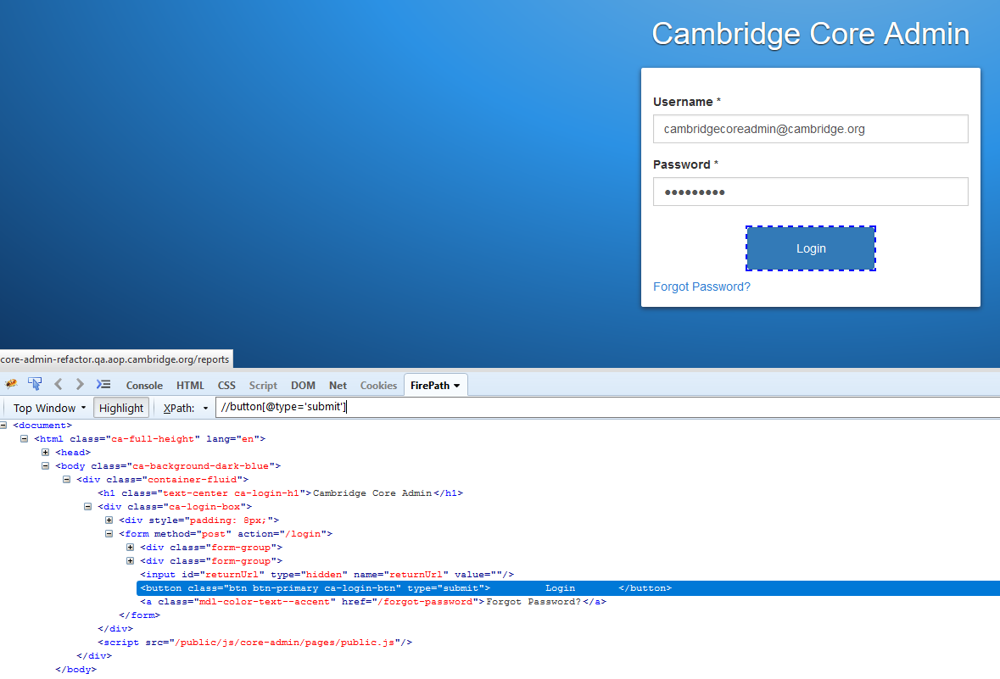 Cambridge Core Admin
Username *
cambridgecoreadmin@cambridge.org
Password *
●●●●●●●●●
Login
Forgot Password?
core-admin-refactor.qa.aop.cambridge.org/reports
Console HTML CSS Script DOM Net Cookies FirePath
Top Window Highlight XPath: //button[@type='submit']
<document>
<html class="ca-full-height" lang="en">
<head>
<body class="ca-background-dark-blue">
<div class="container-fluid">
<h1 class="text-center ca-login-h1">Cambridge Core Admin</h1>
<div class="ca-login-box">
<div style="padding: 8px;">
<form method="post" action="/login">
<div class="form-group">
<div class="form-group">
<input id="returnUrl" type="hidden" name="returnUrl" value=""/>
<button class="btn btn-primary ca-login-btn" type="submit"> Login </button>
<a class="mdl-color-text--accent" href="/forgot-password">Forgot Password?</a>
</form>
</div>
<script src="/public/js/core-admin/pages/public.js"/>
</div>
</body>